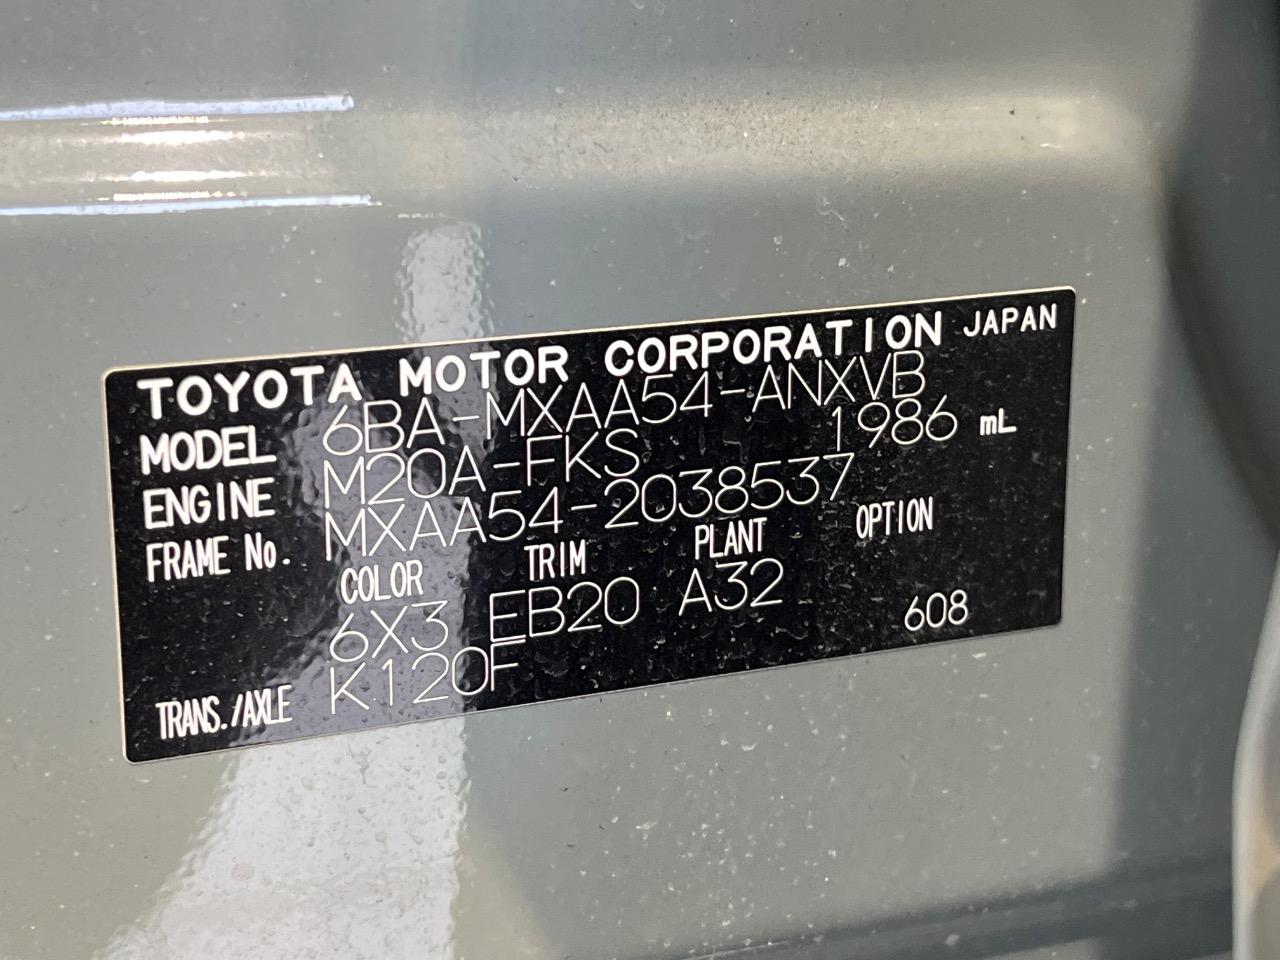 TOYOTA MOTOR CORPORATION JAPAN
MODEL 6BA-MXAA54-ANXVB
ENGINE M20A-FKS 1986 mL
FRAME No. MXAA54-2038537
COLOR TRIM PLANT OPTION
6X3 EB20 A32 608
TRANS./AXLE K120F